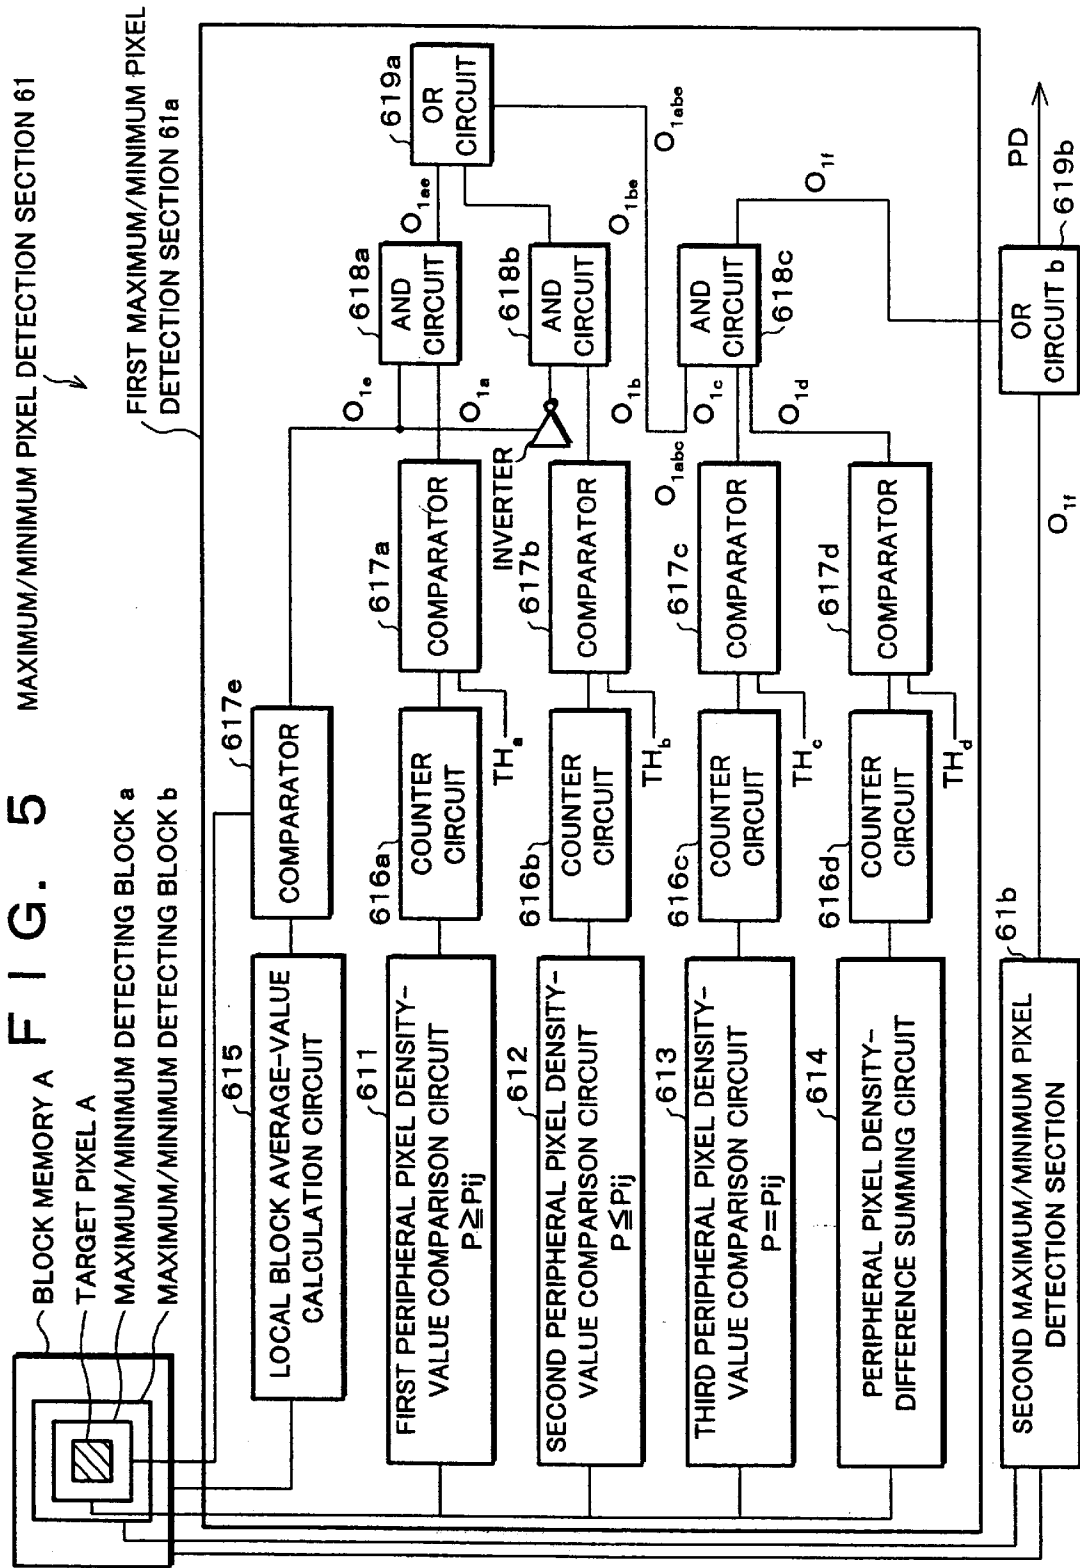 FIG. 5
MAXIMUM/MINIMUM PIXEL DETECTION SECTION 61
BLOCK MEMORY A
TARGET PIXEL A
MAXIMUM/MINIMUM DETECTING BLOCK a
MAXIMUM/MINIMUM DETECTING BLOCK b
FIRST MAXIMUM/MINIMUM PIXEL
DETECTION SECTION 61a
615
LOCAL BLOCK AVERAGE-VALUE
CALCULATION CIRCUIT
617e
COMPARATOR
611
FIRST PERIPHERAL PIXEL DENSITY-
VALUE COMPARISON CIRCUIT
P≧Pij
616a
COUNTER
CIRCUIT
THa
617a
COMPARATOR
O1e
O1a
618a
AND
CIRCUIT
O1ae
619a
OR
CIRCUIT
612
SECOND PERIPHERAL PIXEL DENSITY-
VALUE COMPARISON CIRCUIT
P≦Pij
616b
COUNTER
CIRCUIT
THb
INVERTER
617b
COMPARATOR
O1b
618b
AND
CIRCUIT
O1be
O1abe
613
THIRD PERIPHERAL PIXEL DENSITY-
VALUE COMPARISON CIRCUIT
P=Pij
616c
COUNTER
CIRCUIT
THc
617c
COMPARATOR
O1abc
O1c
O1d
AND
CIRCUIT
618c
O1f
614
PERIPHERAL PIXEL DENSITY-
DIFFERENCE SUMMING CIRCUIT
616d
COUNTER
CIRCUIT
THd
617d
COMPARATOR
61b
SECOND MAXIMUM/MINIMUM PIXEL
DETECTION SECTION
O1f
OR
CIRCUIT b
619b
PD